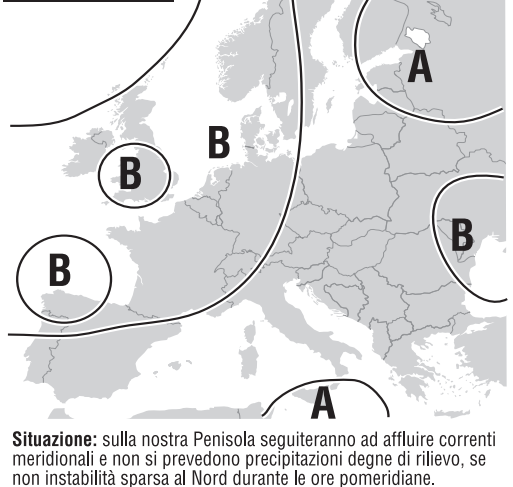 A
B
B
B
B
A
Situazione: sulla nostra Penisola seguiteranno ad affluire correnti
meridionali e non si prevedono precipitazioni degne di rilievo, se
non instabilità sparsa al Nord durante le ore pomeridiane.